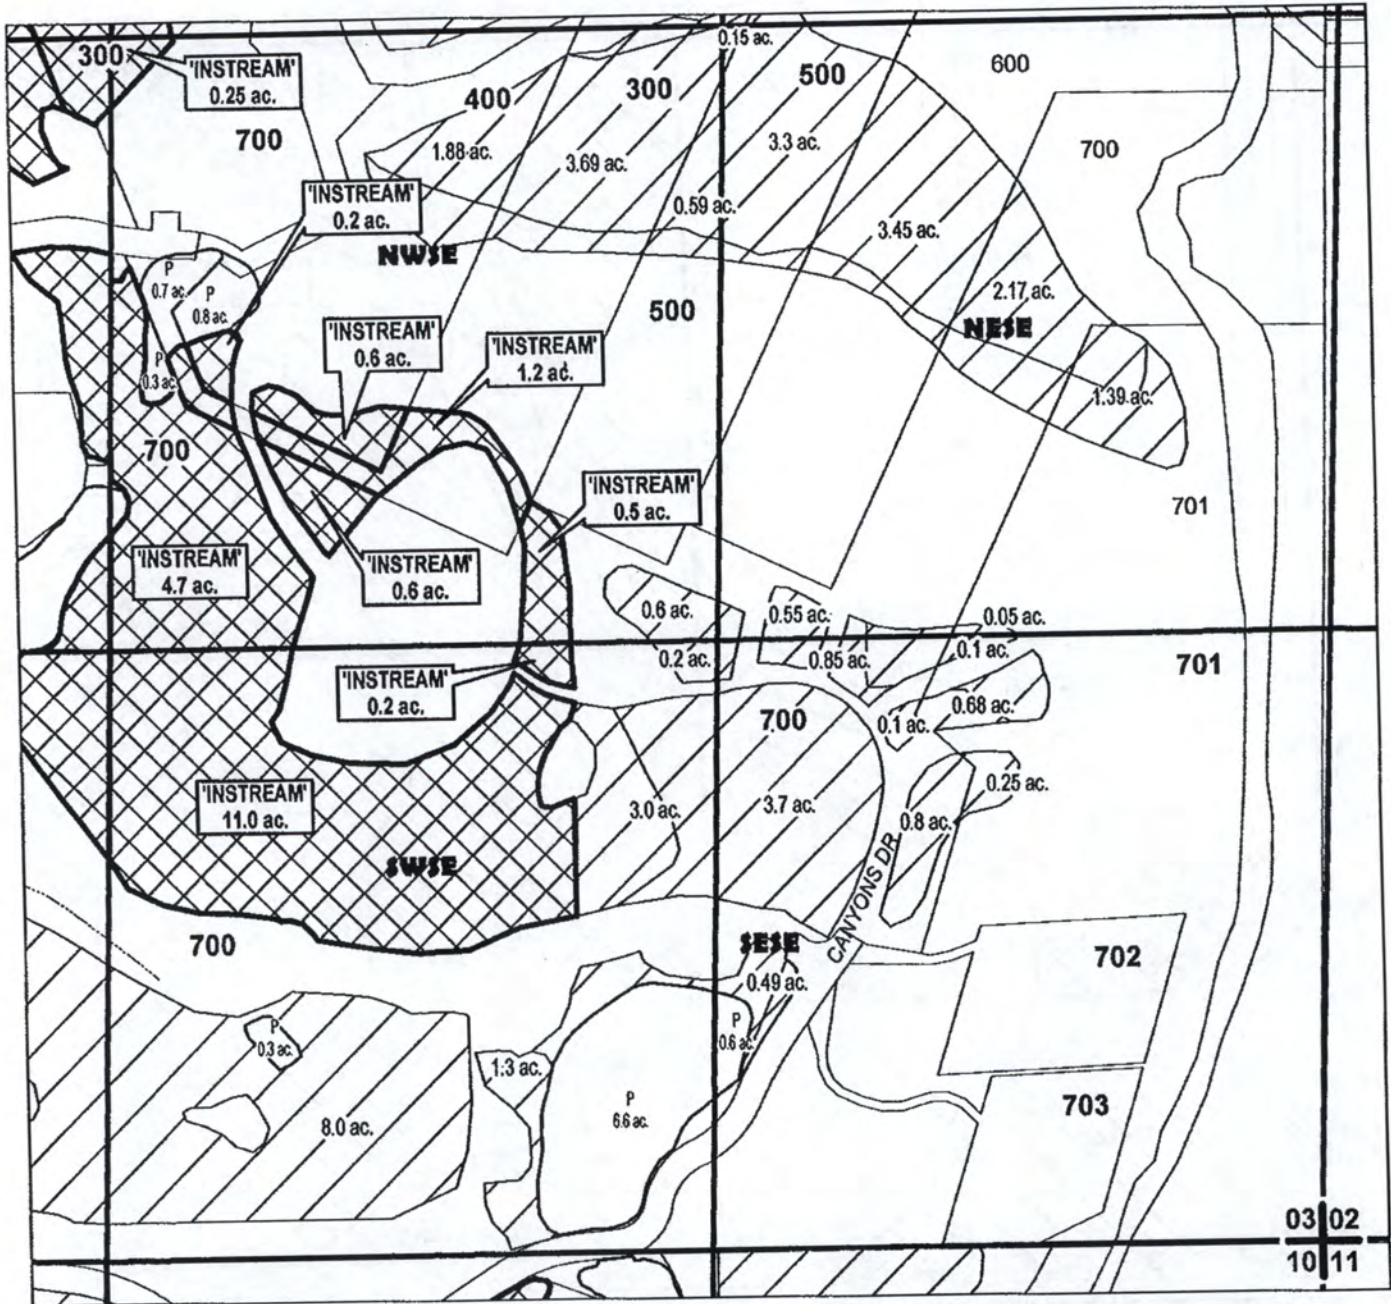 0.15 ac.
300
'INSTREAM'
0.25 ac.
600
500
300
400
700
3.3 ac.
700
1.88 ac.
3.69 ac.
'INSTREAM'
0.2 ac.
0.59 ac.
3.45 ac.
NWSE
P
0.7 ac.
P
0.8 ac.
2.17 ac.
500
NESE
'INSTREAM'
0.6 ac.
'INSTREAM'
1.2 ac.
P
0.3 ac.
1.39 ac.
700
'INSTREAM'
0.5 ac.
701
'INSTREAM'
4.7 ac.
'INSTREAM'
0.6 ac.
0.6 ac.
0.55 ac.
0.05 ac.
0.2 ac.
0.85 ac.
0.1 ac.
701
'INSTREAM'
0.2 ac.
0.68 ac.
700
0.1 ac.
0.25 ac.
'INSTREAM'
11.0 ac.
3.0 ac.
3.7 ac.
0.8 ac.
SWSE
CANYONS DR
700
SESE
702
0.49 ac.
P
0.3 ac.
P
0.6 ac.
1.3 ac.
P
6.6 ac.
703
8.0 ac.
03 02
10 11